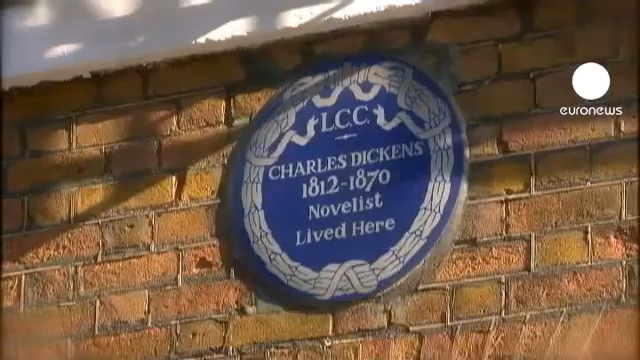 euronews
L.C.C.
CHARLES DICKENS
1812-1870
Novelist
Lived Here